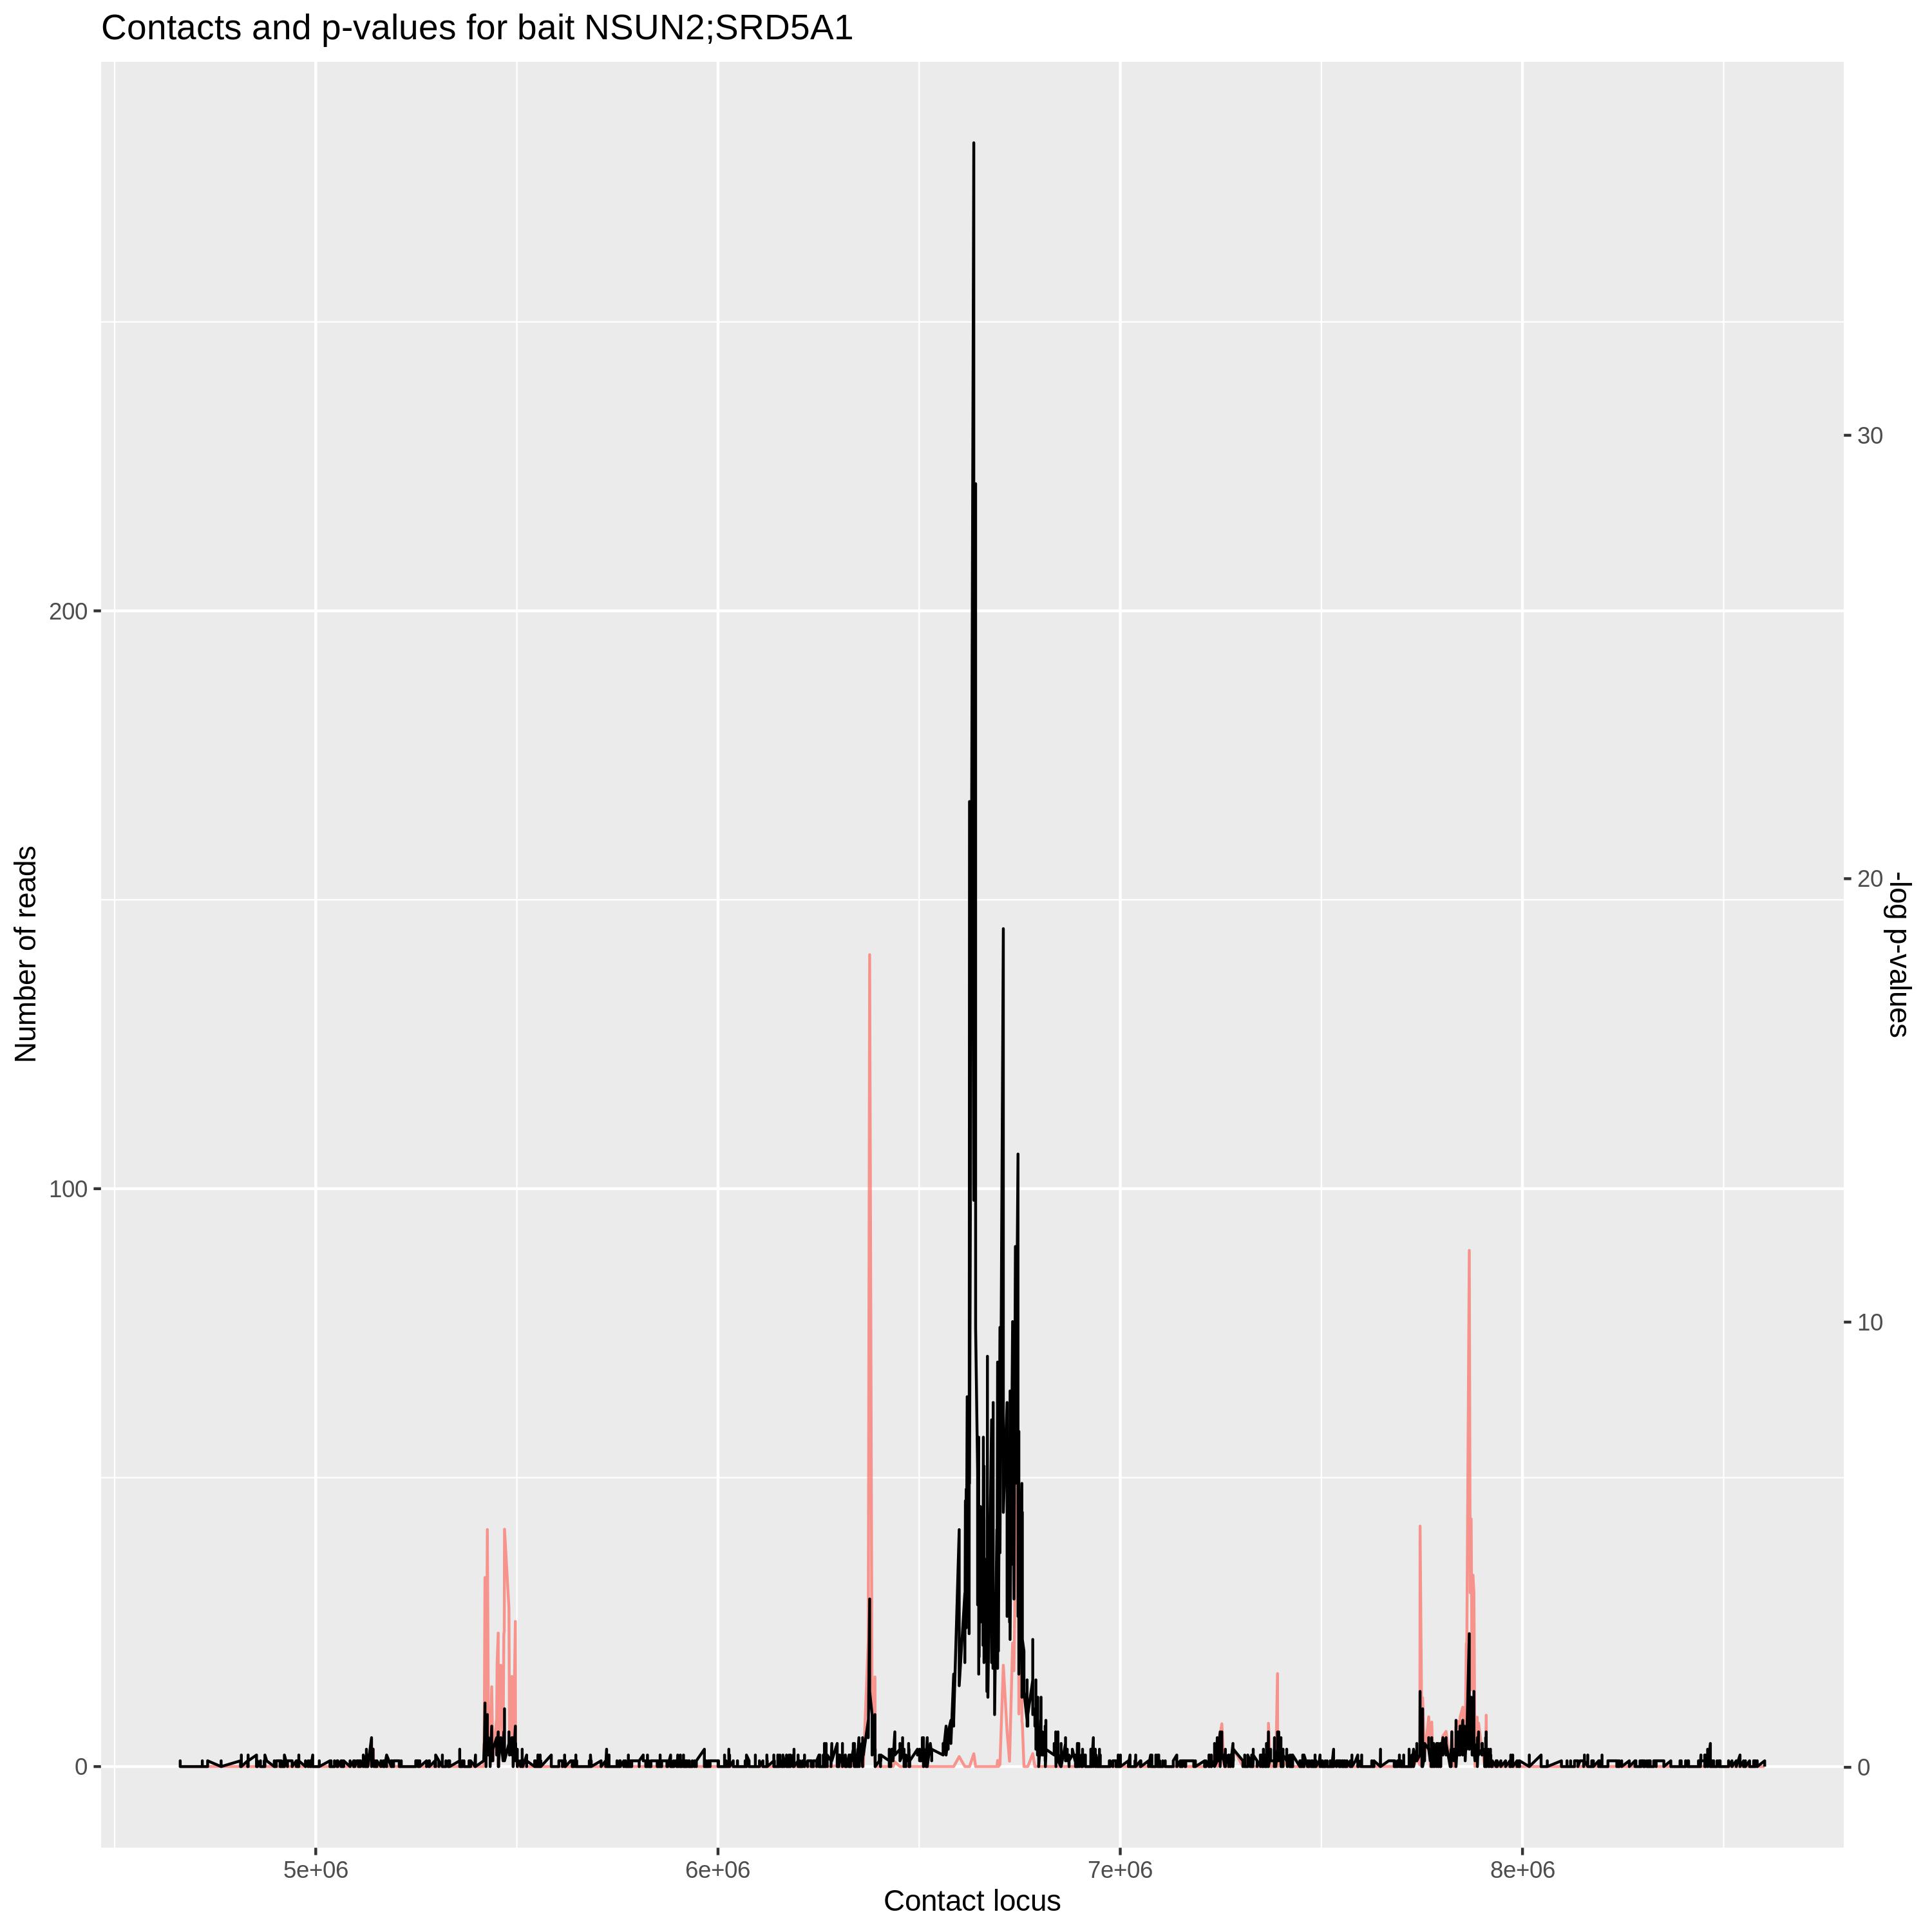 Contacts and p-values for bait NSUN2;SRD5A1
Number of reads
200
100
0
30
20
10
0
-log p-values
5e+06
6e+06
7e+06
8e+06
Contact locus